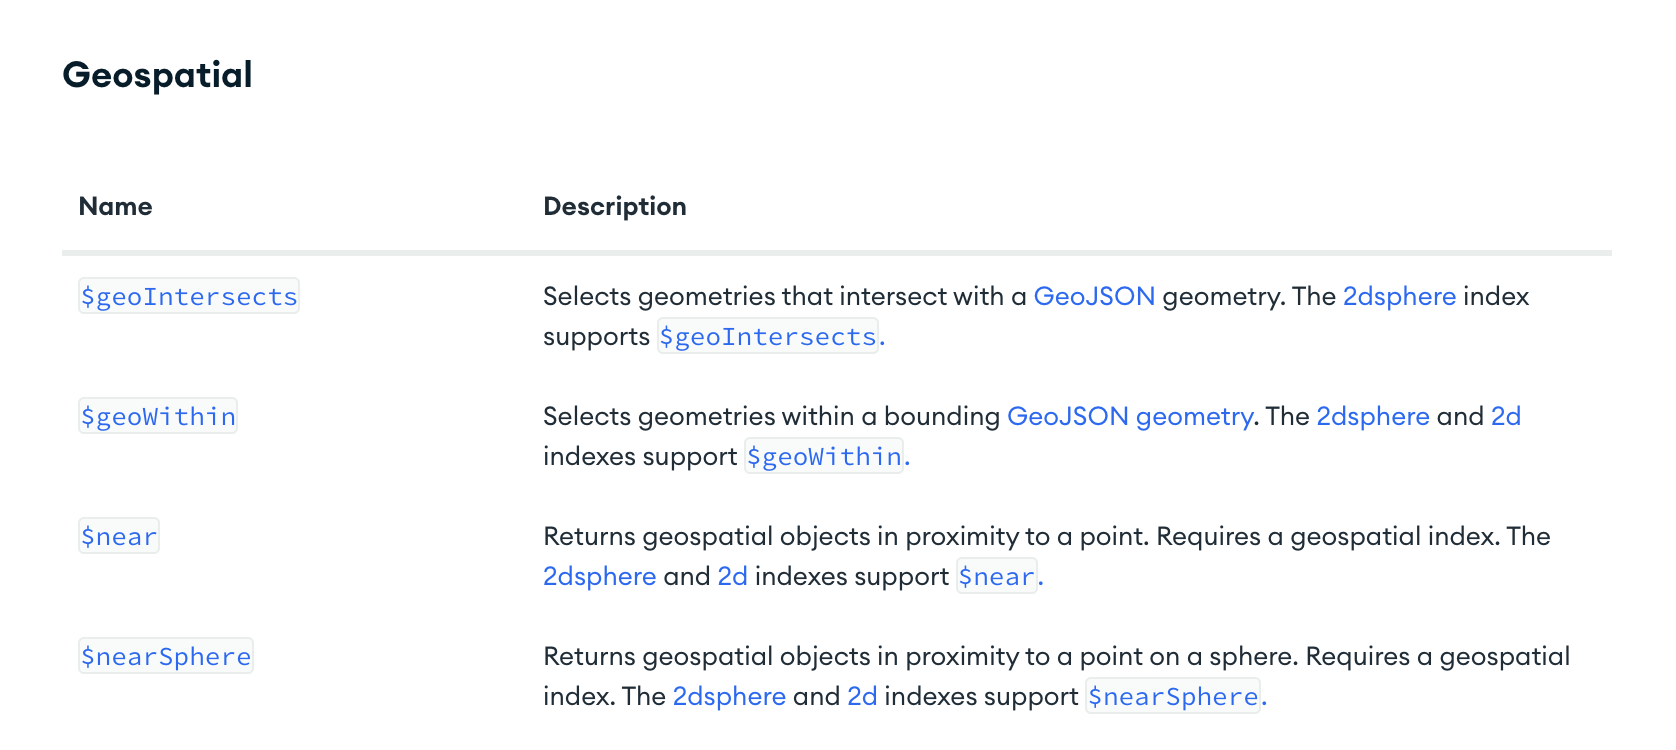 Geospatial
Name Description
$geoIntersects Selects geometries that intersect with a GeoJSON geometry. The 2dsphere index
supports $geoIntersects.
$geoWithin Selects geometries within a bounding GeoJSON geometry. The 2dsphere and 2d
indexes support $geoWithin.
$near Returns geospatial objects in proximity to a point. Requires a geospatial index. The
2dsphere and 2d indexes support $near.
$nearSphere Returns geospatial objects in proximity to a point on a sphere. Requires a geospatial
index. The 2dsphere and 2d indexes support $nearSphere.